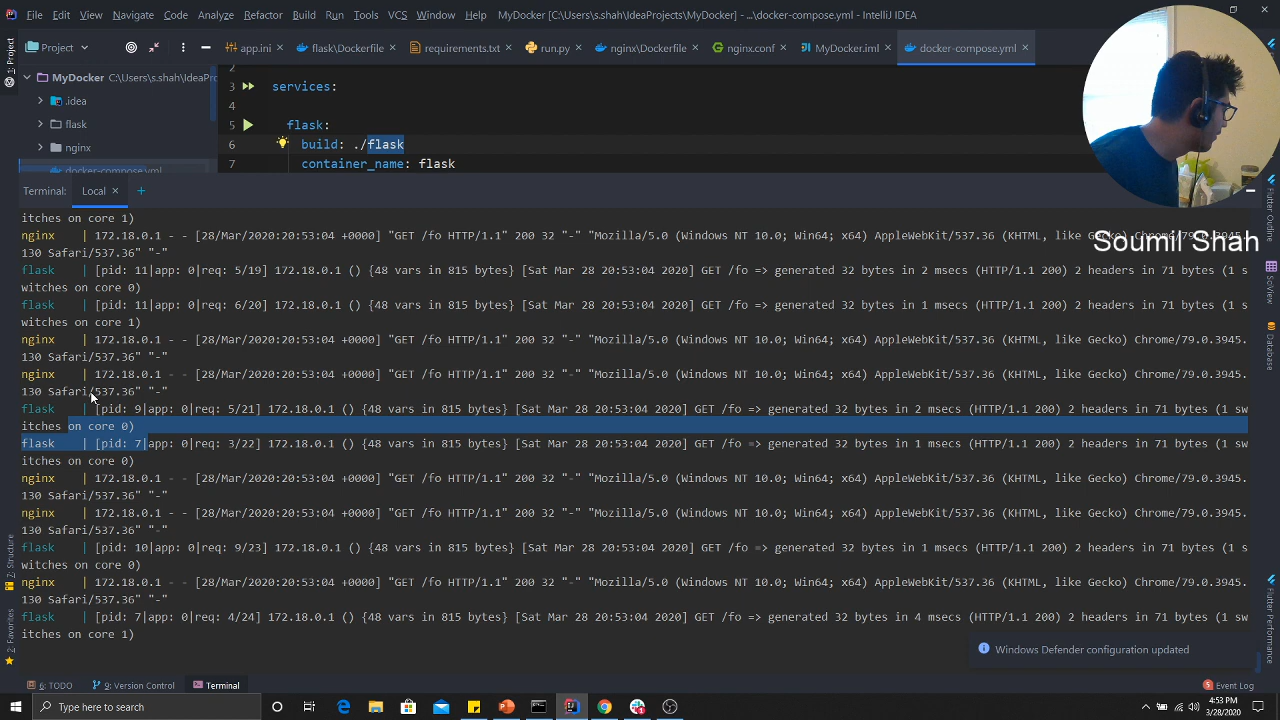 File Edit View Navigate Code Analyze Refactor Build Run Tools VCS Window Help MyDocker [C:\Users\s.shah\IdeaProjects\MyDocker] - ...\docker-compose.yml - IntelliJ IDEA
Project app.ini flask\Dockerfile requirements.txt run.py nginx\Dockerfile nginx.conf MyDocker.iml docker-compose.yml
MyDocker C:\Users\s.shah\IdeaPro
.idea
flask
nginx
docker-compose.yml
2
3 services:
4
5 flask:
6 build: ./flask
7 container_name: flask
Terminal: Local +
itches on core 1)
nginx | 172.18.0.1 - - [28/Mar/2020:20:53:04 +0000] "GET /fo HTTP/1.1" 200 32 "-" "Mozilla/5.0 (Windows NT 10.0; Win64; x64) AppleWebKit/537.36 (KHTML, like Gecko) Chrome/79.0.3945.
130 Safari/537.36" "-"
Soumil Shah
flask | [pid: 11|app: 0|req: 5/19] 172.18.0.1 () {48 vars in 815 bytes} [Sat Mar 28 20:53:04 2020] GET /fo => generated 32 bytes in 2 msecs (HTTP/1.1 200) 2 headers in 71 bytes (1 s
witches on core 0)
flask | [pid: 11|app: 0|req: 6/20] 172.18.0.1 () {48 vars in 815 bytes} [Sat Mar 28 20:53:04 2020] GET /fo => generated 32 bytes in 1 msecs (HTTP/1.1 200) 2 headers in 71 bytes (1 s
witches on core 1)
nginx | 172.18.0.1 - - [28/Mar/2020:20:53:04 +0000] "GET /fo HTTP/1.1" 200 32 "-" "Mozilla/5.0 (Windows NT 10.0; Win64; x64) AppleWebKit/537.36 (KHTML, like Gecko) Chrome/79.0.3945.
130 Safari/537.36" "-"
nginx | 172.18.0.1 - - [28/Mar/2020:20:53:04 +0000] "GET /fo HTTP/1.1" 200 32 "-" "Mozilla/5.0 (Windows NT 10.0; Win64; x64) AppleWebKit/537.36 (KHTML, like Gecko) Chrome/79.0.3945.
130 Safari/537.36" "-"
flask | [pid: 9|app: 0|req: 5/21] 172.18.0.1 () {48 vars in 815 bytes} [Sat Mar 28 20:53:04 2020] GET /fo => generated 32 bytes in 2 msecs (HTTP/1.1 200) 2 headers in 71 bytes (1 sw
itches on core 0)
flask | [pid: 7|app: 0|req: 3/22] 172.18.0.1 () {48 vars in 815 bytes} [Sat Mar 28 20:53:04 2020] GET /fo => generated 32 bytes in 1 msecs (HTTP/1.1 200) 2 headers in 71 bytes (1 sw
itches on core 0)
nginx | 172.18.0.1 - - [28/Mar/2020:20:53:04 +0000] "GET /fo HTTP/1.1" 200 32 "-" "Mozilla/5.0 (Windows NT 10.0; Win64; x64) AppleWebKit/537.36 (KHTML, like Gecko) Chrome/79.0.3945.
130 Safari/537.36" "-"
nginx | 172.18.0.1 - - [28/Mar/2020:20:53:04 +0000] "GET /fo HTTP/1.1" 200 32 "-" "Mozilla/5.0 (Windows NT 10.0; Win64; x64) AppleWebKit/537.36 (KHTML, like Gecko) Chrome/79.0.3945.
130 Safari/537.36" "-"
flask | [pid: 10|app: 0|req: 9/23] 172.18.0.1 () {48 vars in 815 bytes} [Sat Mar 28 20:53:04 2020] GET /fo => generated 32 bytes in 1 msecs (HTTP/1.1 200) 2 headers in 71 bytes (1 s
witches on core 0)
nginx | 172.18.0.1 - - [28/Mar/2020:20:53:04 +0000] "GET /fo HTTP/1.1" 200 32 "-" "Mozilla/5.0 (Windows NT 10.0; Win64; x64) AppleWebKit/537.36 (KHTML, like Gecko) Chrome/79.0.3945.
130 Safari/537.36" "-"
flask | [pid: 7|app: 0|req: 4/24] 172.18.0.1 () {48 vars in 815 bytes} [Sat Mar 28 20:53:04 2020] GET /fo => generated 32 bytes in 4 msecs (HTTP/1.1 200) 2 headers in 71 bytes (1 sw
itches on core 1)
Windows Defender configuration updated
1: Project
Z: Structure
2: Favorites
Flutter Outline
SciView
Database
Flutter Performance
6: TODO 9: Version Control Terminal Event Log
Type here to search
4:53 PM
3/28/2020